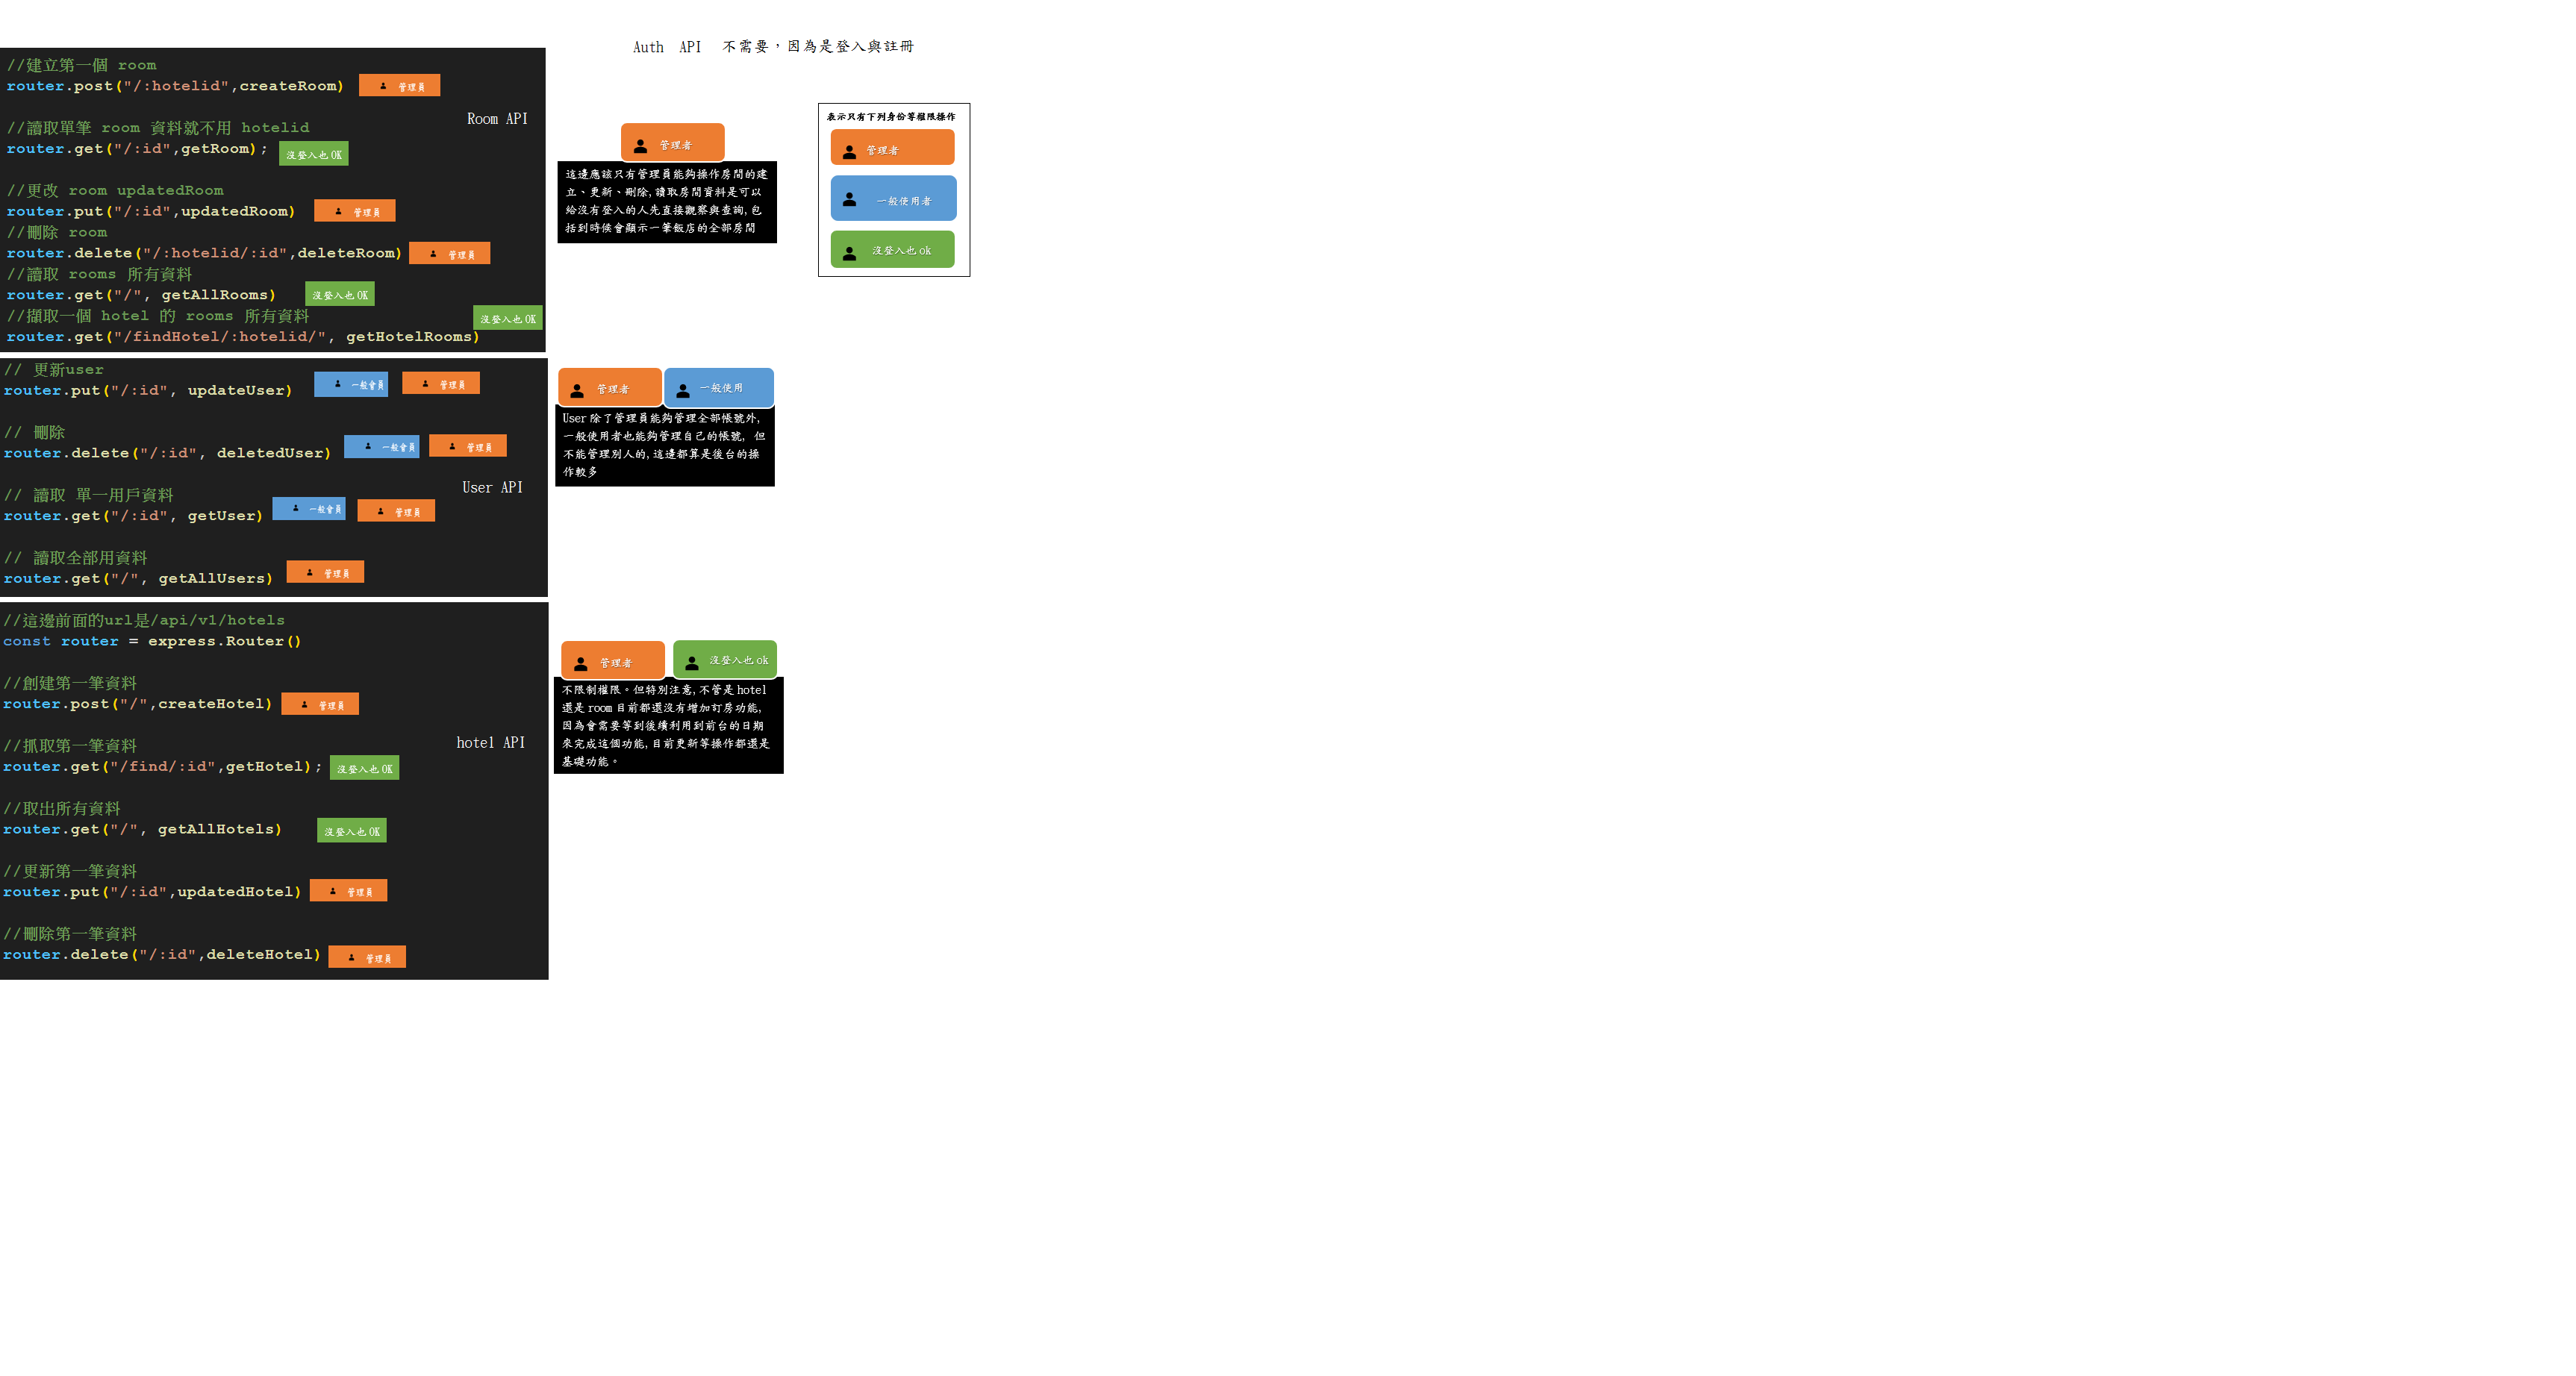 Auth API 不需要，因為是登入與註冊
//建立第一個 room
router.post("/:hotelid",createRoom) 管理員
Room API
//讀取單筆 room 資料就不用 hotelid
router.get("/:id",getRoom); 沒登入也OK
//更改 room updatedRoom
router.put("/:id",updatedRoom) 管理員
//刪除 room
router.delete("/:hotelid/:id",deleteRoom) 管理員
//讀取 rooms 所有資料
router.get("/", getAllRooms) 沒登入也OK
//擷取一個 hotel 的 rooms 所有資料 沒登入也OK
router.get("/findHotel/:hotelid/", getHotelRooms)
管理者
這邊應該只有管理員能夠操作房間的建
立、更新、刪除,讀取房間資料是可以
給沒有登入的人先直接觀察與查詢,包
括到時候會顯示一筆飯店的全部房間
表示只有下列身份等權限操作
管理者
一般使用者
沒登入也ok
// 更新user
router.put("/:id", updateUser) 一般會員 管理員
// 刪除
router.delete("/:id", deletedUser) 一般會員 管理員
// 讀取 單一用戶資料
User API
router.get("/:id", getUser) 一般會員 管理員
// 讀取全部用資料
router.get("/", getAllUsers) 管理員
管理者 一般使用
User 除了管理員能夠管理全部帳號外,
一般使用者也能夠管理自己的帳號, 但
不能管理別人的,這邊都算是後台的操
作較多
//這邊前面的url是/api/v1/hotels
const router = express.Router()
//創建第一筆資料
router.post("/",createHotel) 管理員
//抓取第一筆資料
hotel API
router.get("/find/:id",getHotel); 沒登入也OK
//取出所有資料
router.get("/", getAllHotels) 沒登入也OK
//更新第一筆資料
router.put("/:id",updatedHotel) 管理員
//刪除第一筆資料
router.delete("/:id",deleteHotel) 管理員
管理者 沒登入也ok
不限制權限。但特別注意,不管是hotel
還是room目前都還沒有增加訂房功能,
因為會需要等到後續利用到前台的日期
來完成這個功能,目前更新等操作都還是
基礎功能。